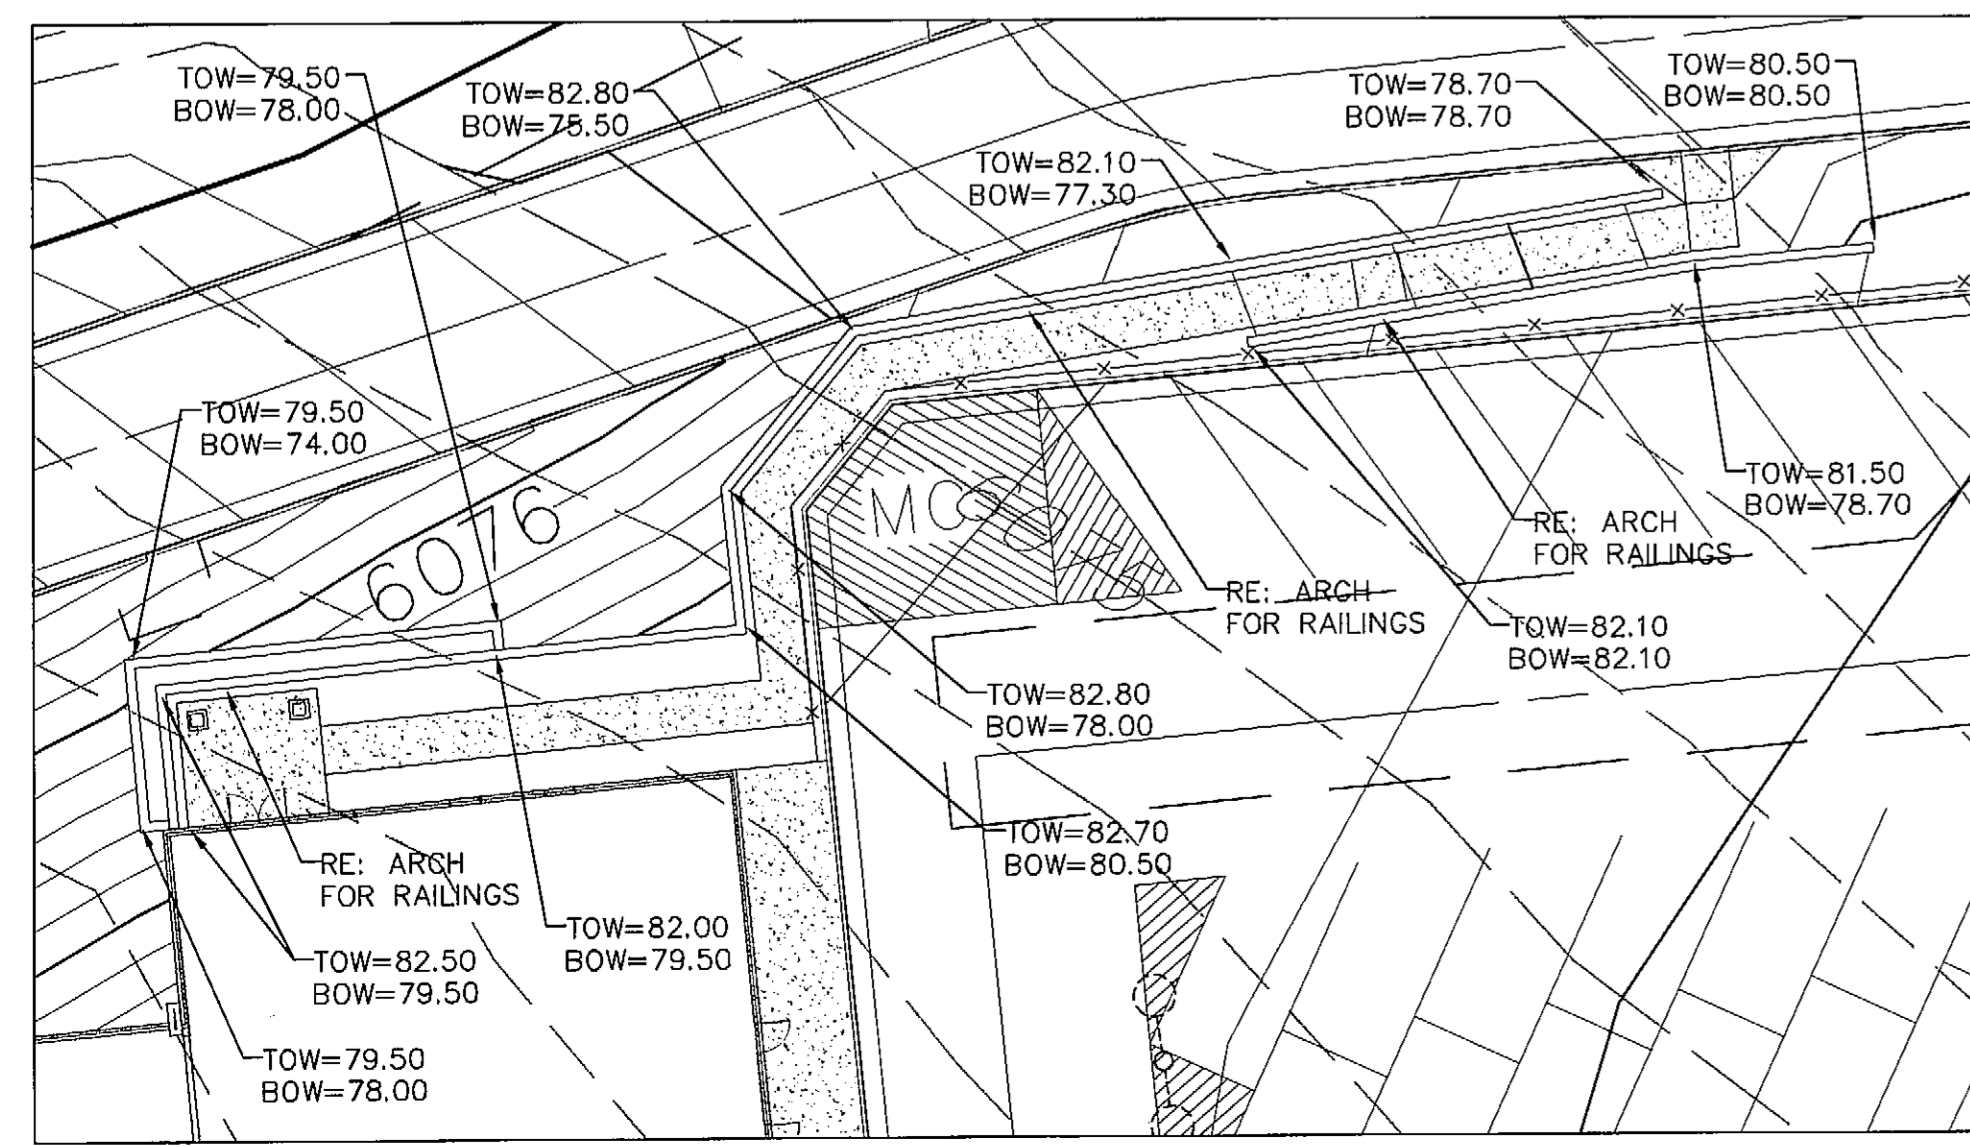 TOW=79.50
BOW=78.00
TOW=82.80
BOW=75.50
TOW=78.70
BOW=78.70
TOW=80.50
BOW=80.50
TOW=82.10
BOW=77.30
TOW=79.50
BOW=74.00
TOW=81.50
BOW=78.70
RE: ARCH
FOR RAILINGS
6076
RE: ARCH
FOR RAILINGS
TOW=82.10
BOW=82.10
TOW=82.80
BOW=78.00
TOW=82.70
BOW=80.50
RE: ARCH
FOR RAILINGS
TOW=82.00
BOW=79.50
TOW=82.50
BOW=79.50
TOW=79.50
BOW=78.00